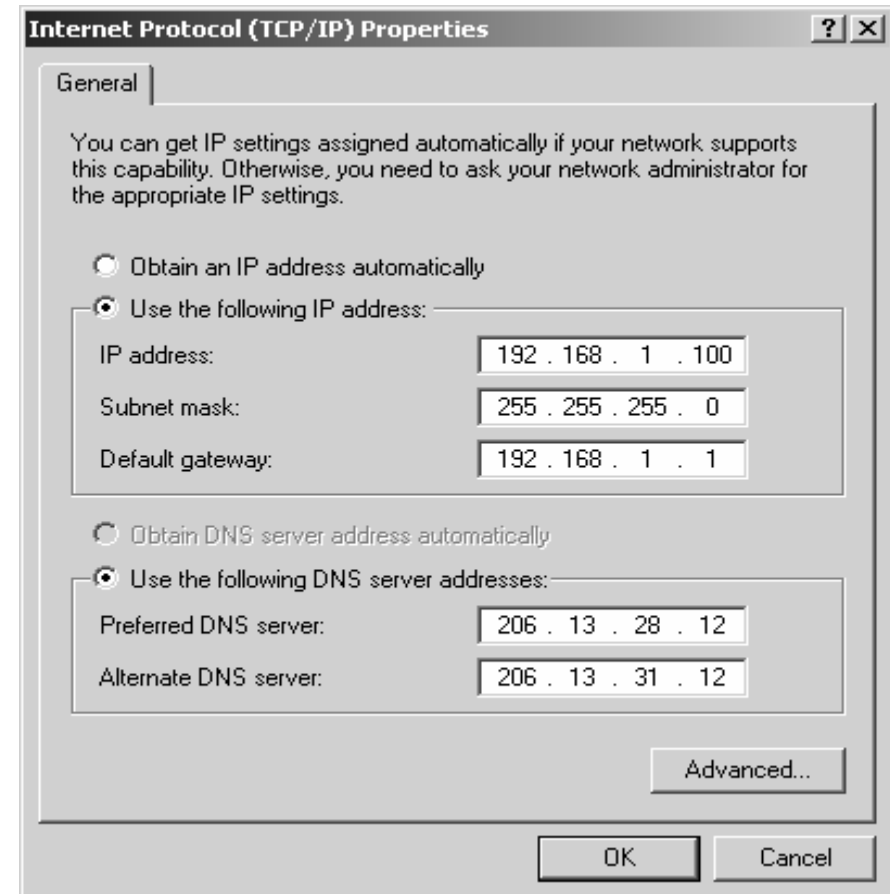 Internet Protocol (TCP/IP) Properties
General
You can get IP settings assigned automatically if your network supports
this capability. Otherwise, you need to ask your network administrator for
the appropriate IP settings.
Obtain an IP address automatically
Use the following IP address:
IP address: 192 . 168 . 1 . 100
Subnet mask: 255 . 255 . 255 . 0
Default gateway: 192 . 168 . 1 . 1
Obtain DNS server address automatically
Use the following DNS server addresses:
Preferred DNS server: 206 . 13 . 28 . 12
Alternate DNS server: 206 . 13 . 31 . 12
Advanced...
OK Cancel